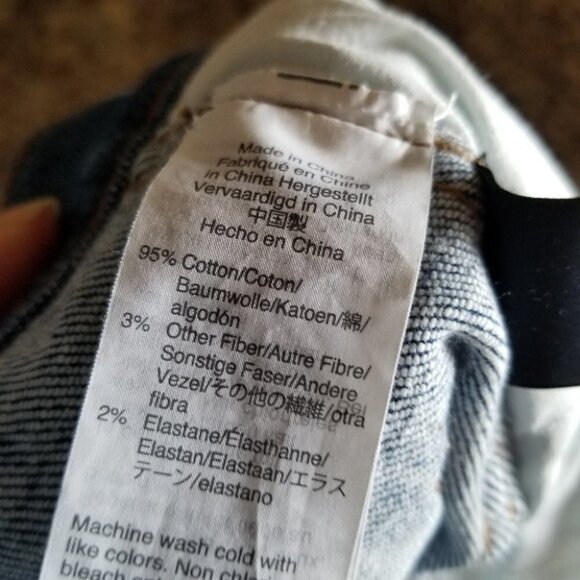 Made in China
Fabriqué en Chine
in China Hergestellt
Vervaardigd in China
中国製
Hecho en China
95% Cotton/Coton/
Baumwolle/Katoen/綿/
algodón
3% Other Fiber/Autre Fibre/
Sonstige Faser/Andere
Vezel/その他の繊維/otra
fibra
2% Elastane/Élasthanne/
Elastan/Elastaan/エラス
テーン/elastano
Machine wash cold with
like colors. Non
bleach